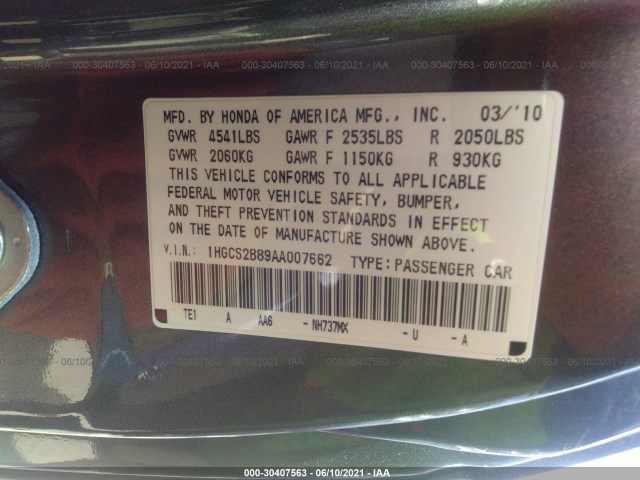 000-30407563 - 06/10/2021 - IAA
MFD. BY HONDA OF AMERICA MFG., INC. 03/'10
GVWR 4541LBS GAWR F 2535LBS R 2050LBS
GVWR 2060KG GAWR F 1150KG R 930KG
THIS VEHICLE CONFORMS TO ALL APPLICABLE
FEDERAL MOTOR VEHICLE SAFETY, BUMPER,
AND THEFT PREVENTION STANDARDS IN EFFECT
ON THE DATE OF MANUFACTURE SHOWN ABOVE.
V.I.N.: 1HGCS2B89AA007662 TYPE:PASSENGER CAR
TE1 A AA6 - NH737MX - U - A
000-30407563 - 06/10/2021 - IAA